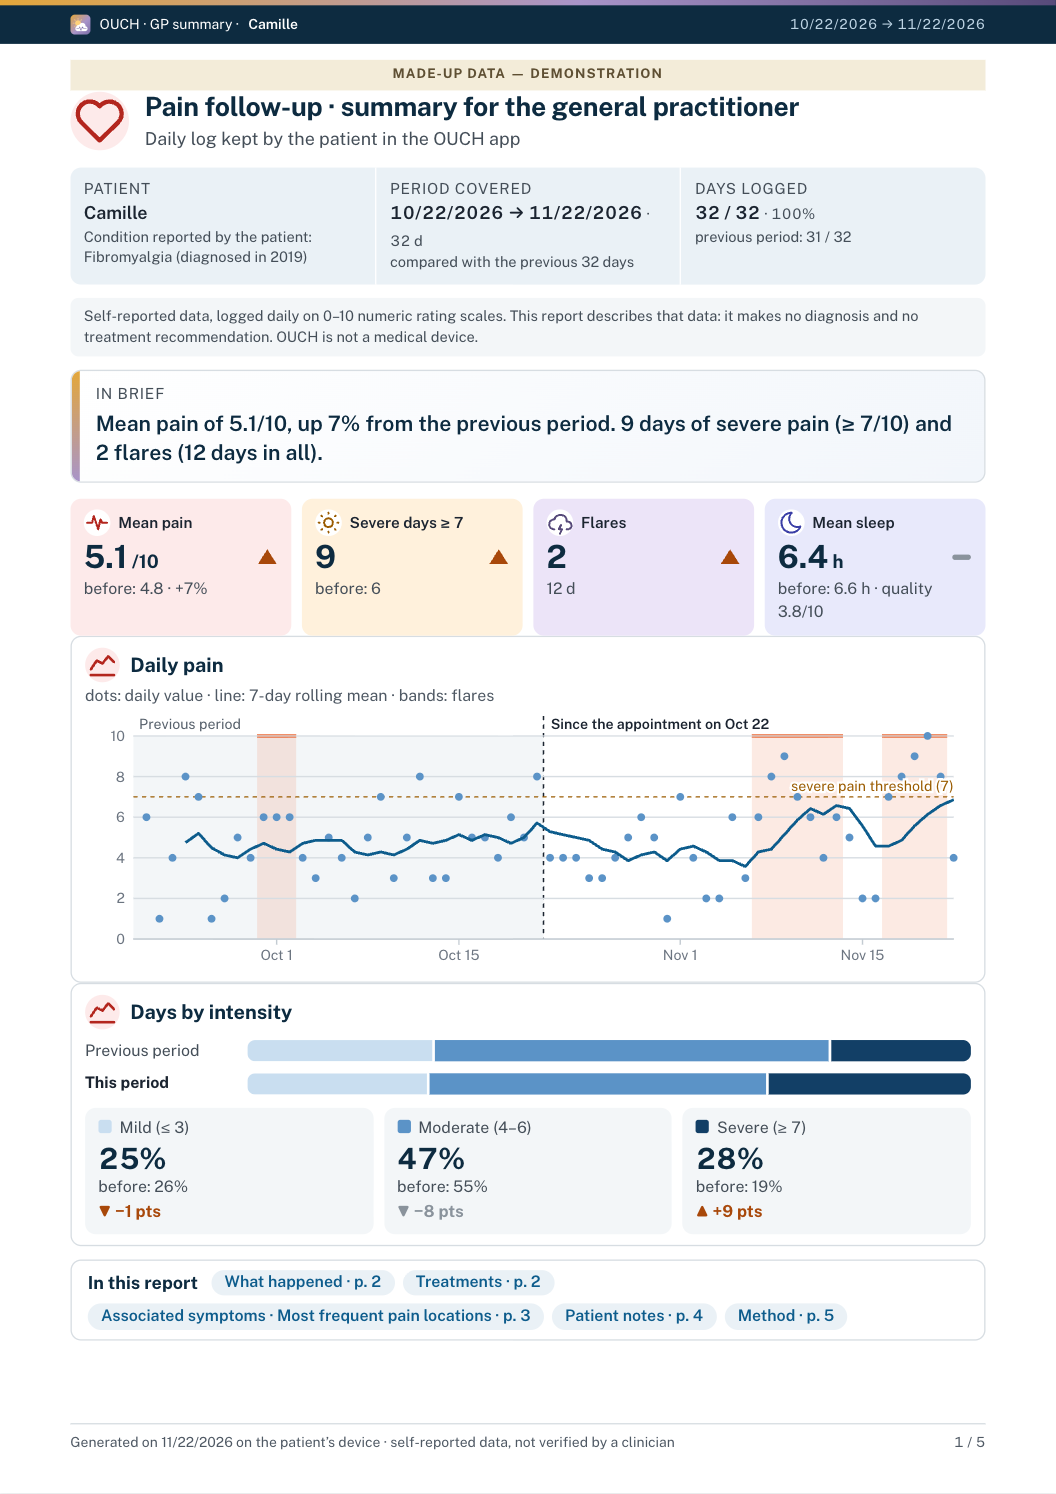 OUCH · GP summary · Camille
10/22/2026 → 11/22/2026
MADE-UP DATA — DEMONSTRATION
Pain follow-up · summary for the general practitioner
Daily log kept by the patient in the OUCH app
PATIENT
Camille
Condition reported by the patient:
Fibromyalgia (diagnosed in 2019)
PERIOD COVERED
10/22/2026 → 11/22/2026 ·
32 d
compared with the previous 32 days
DAYS LOGGED
32 / 32 · 100%
previous period: 31 / 32
Self-reported data, logged daily on 0–10 numeric rating scales. This report describes that data: it makes no diagnosis and no
treatment recommendation. OUCH is not a medical device.
IN BRIEF
Mean pain of 5.1/10, up 7% from the previous period. 9 days of severe pain (≥ 7/10) and
2 flares (12 days in all).
Mean pain
5.1 /10
before: 4.8 · +7%
Severe days ≥ 7
9
before: 6
Flares
2
12 d
Mean sleep
6.4 h
before: 6.6 h · quality
3.8/10
Daily pain
dots: daily value · line: 7-day rolling mean · bands: flares
Previous period
Since the appointment on Oct 22
10
8
severe pain threshold (7)
6
4
2
0
Oct 1
Oct 15
Nov 1
Nov 15
Days by intensity
Previous period
This period
Mild (≤ 3)
25%
before: 26%
▼ −1 pts
Moderate (4–6)
47%
before: 55%
▼ −8 pts
Severe (≥ 7)
28%
before: 19%
▲ +9 pts
In this report
What happened · p. 2
Treatments · p. 2
Associated symptoms · Most frequent pain locations · p. 3
Patient notes · p. 4
Method · p. 5
Generated on 11/22/2026 on the patient’s device · self-reported data, not verified by a clinician
1 / 5